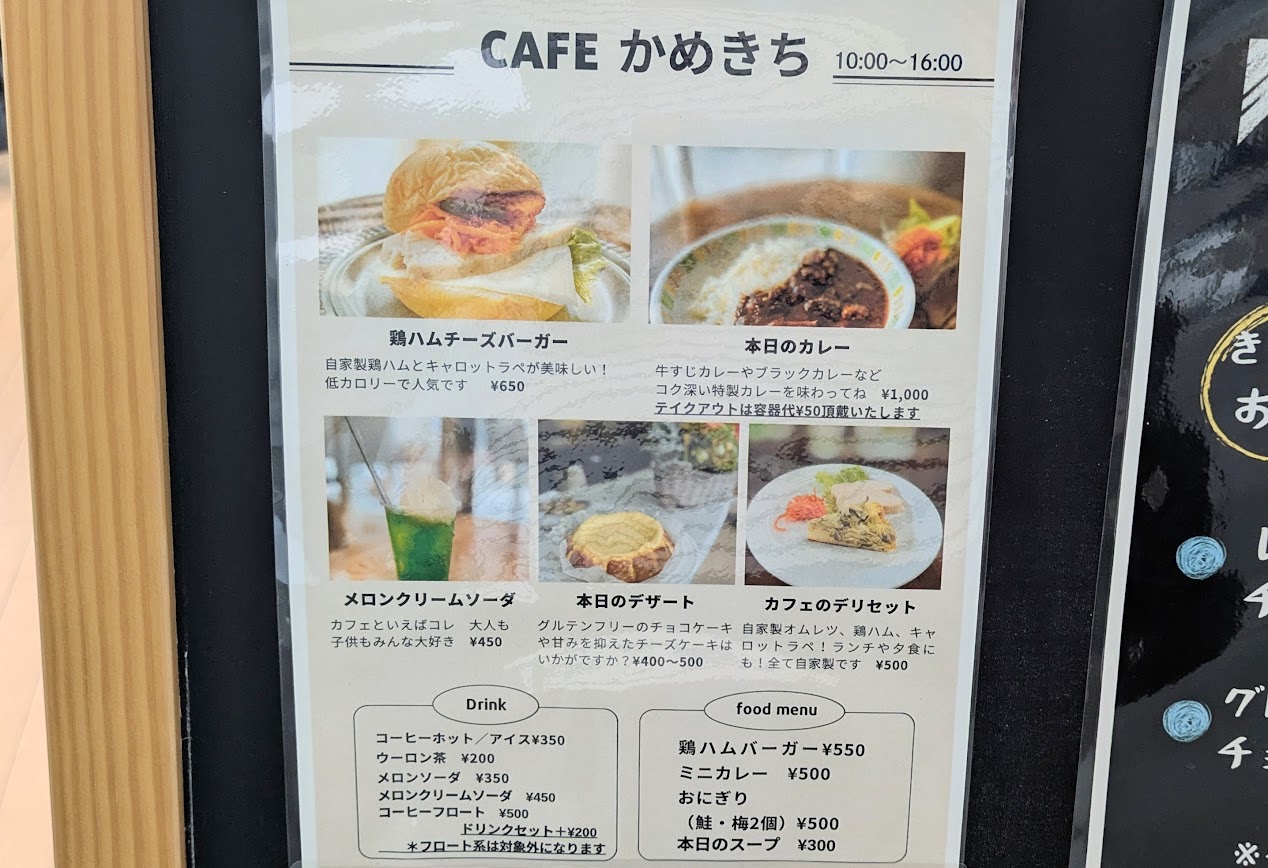 CAFE かめきち 10:00～16:00
鶏ハムチーズバーガー
自家製鶏ハムとキャロットラペが美味しい！
低カロリーで人気です ¥650
本日のカレー
牛すじカレーやブラックカレーなど
コク深い特製カレーを味わってね ¥1,000
テイクアウトは容器代¥50頂戴いたします
メロンクリームソーダ
カフェといえばコレ 大人も
子供もみんな大好き ¥450
本日のデザート
グルテンフリーのチョコケーキ
や甘みを抑えたチーズケーキは
いかがですか？¥400～500
カフェのデリセット
自家製オムレツ、鶏ハム、キャ
ロットラペ！ランチや夕食に
も！全て自家製です ¥500
Drink
コーヒーホット／アイス¥350
ウーロン茶 ¥200
メロンソーダ ¥350
メロンクリームソーダ ¥450
コーヒーフロート ¥500
ドリンクセット＋¥200
＊フロート系は対象外になります
food menu
鶏ハムバーガー¥550
ミニカレー ¥500
おにぎり
（鮭・梅2個）¥500
本日のスープ ¥300
き
お
グ
チ
※